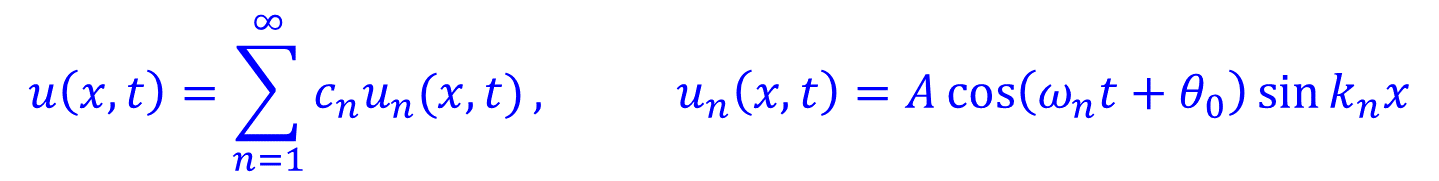 u(x, t) = ∑_{n=1}^{∞} c_n u_n(x, t) , u_n(x, t) = A cos(ω_n t + θ_0) sin k_n x